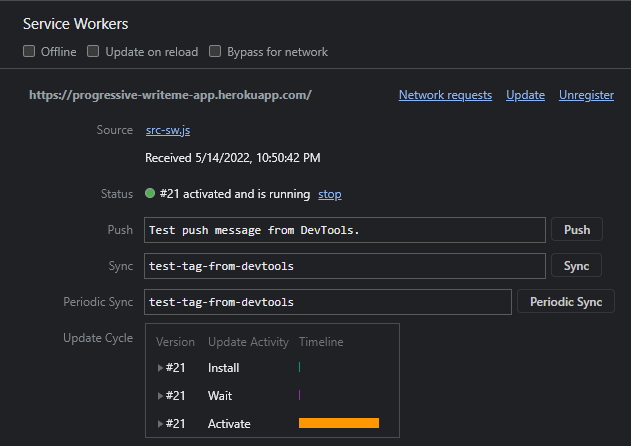 Service Workers
Offline Update on reload Bypass for network
https://progressive-writeme-app.herokuapp.com/ Network requests Update Unregister
Source src-sw.js
Received 5/14/2022, 10:50:42 PM
Status #21 activated and is running stop
Push Test push message from DevTools. Push
Sync test-tag-from-devtools Sync
Periodic Sync test-tag-from-devtools Periodic Sync
Update Cycle Version Update Activity Timeline
#21 Install
#21 Wait
#21 Activate